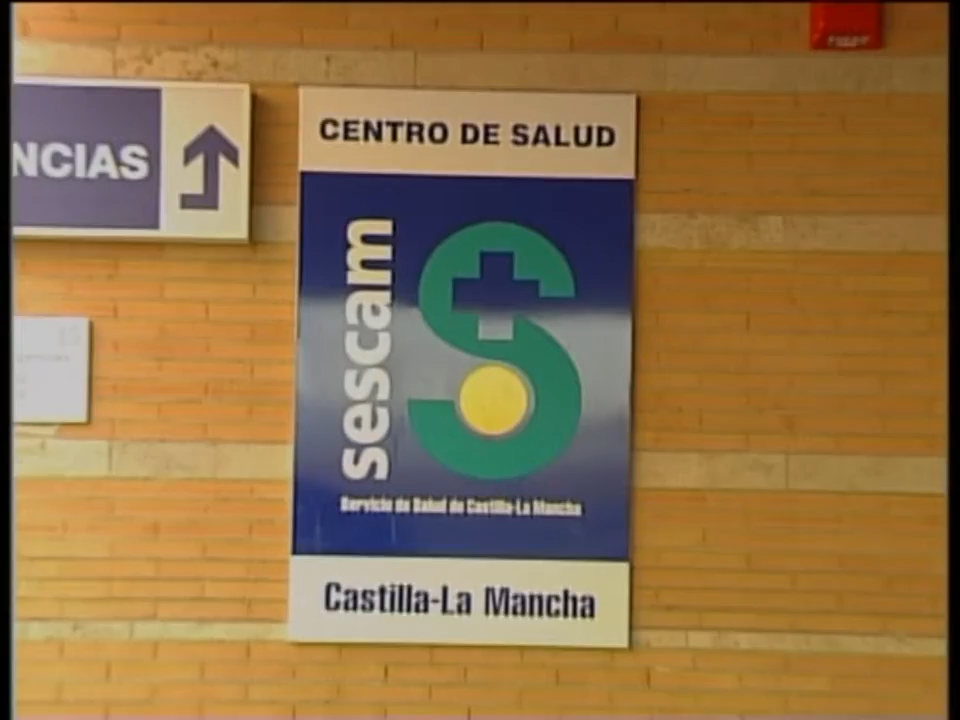 CENTRO DE SALUD
NCIAS
sescam
Servicio de Salud de Castilla-La Mancha
Castilla-La Mancha